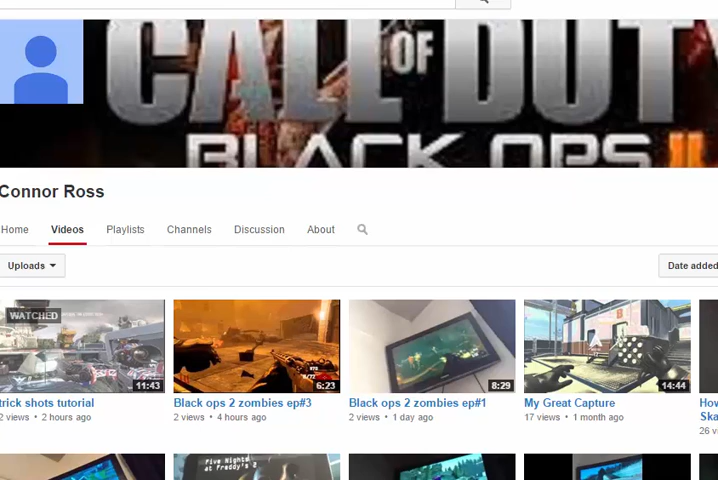 CALL OF DUTY
BLACK OPS II
Connor Ross
Home Videos Playlists Channels Discussion About
Uploads
Date added
WATCHED
11:43
6:23
8:29
14:44
trick shots tutorial
Black ops 2 zombies ep#3
Black ops 2 zombies ep#1
My Great Capture
How
Ska
2 views • 2 hours ago
2 views • 4 hours ago
2 views • 1 day ago
17 views • 1 month ago
26 v
Five Nights
at Freddy's 2